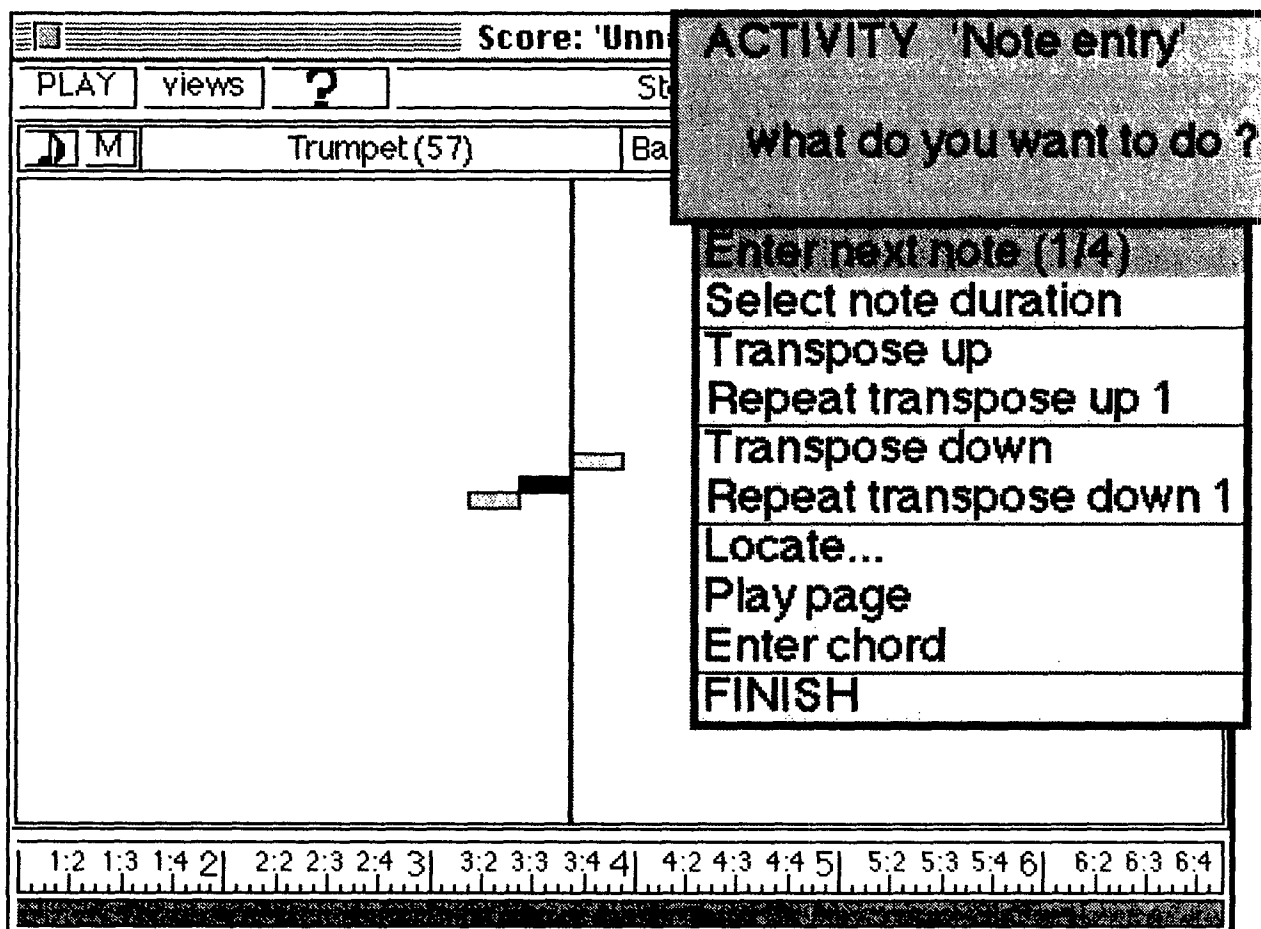 Score: 'Unn
PLAY views ? St
M Trumpet (57) Ba
ACTIVITY 'Note entry'
what do you want to do ?
Enter next note (1/4)
Select note duration
Transpose up
Repeat transpose up 1
Transpose down
Repeat transpose down 1
Locate...
Play page
Enter chord
FINISH
1:2 1:3 1:4 2 2:2 2:3 2:4 3 3:2 3:3 3:4 4 4:2 4:3 4:4 5 5:2 5:3 5:4 6 6:2 6:3 6:4